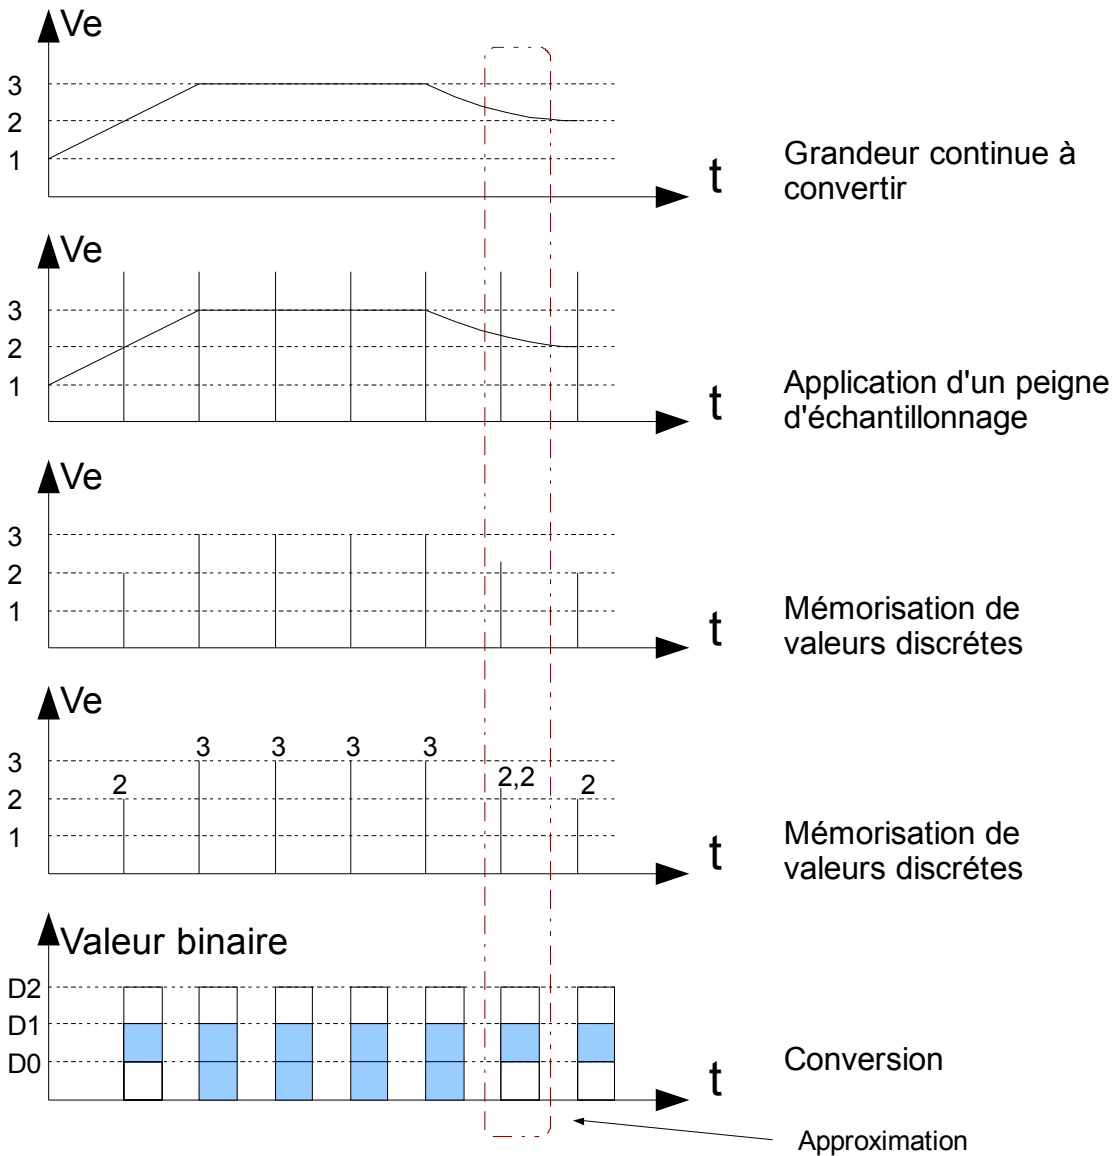 Ve
3
2
1
t
Grandeur continue à
convertir
Ve
3
2
1
t
Application d'un peigne
d'échantillonnage
Ve
3
2
1
t
Mémorisation de
valeurs discrétes
Ve
3
2
1
2
3
3
3
3
2,2
2
t
Mémorisation de
valeurs discrétes
Valeur binaire
D2
D1
D0
t
Conversion
Approximation